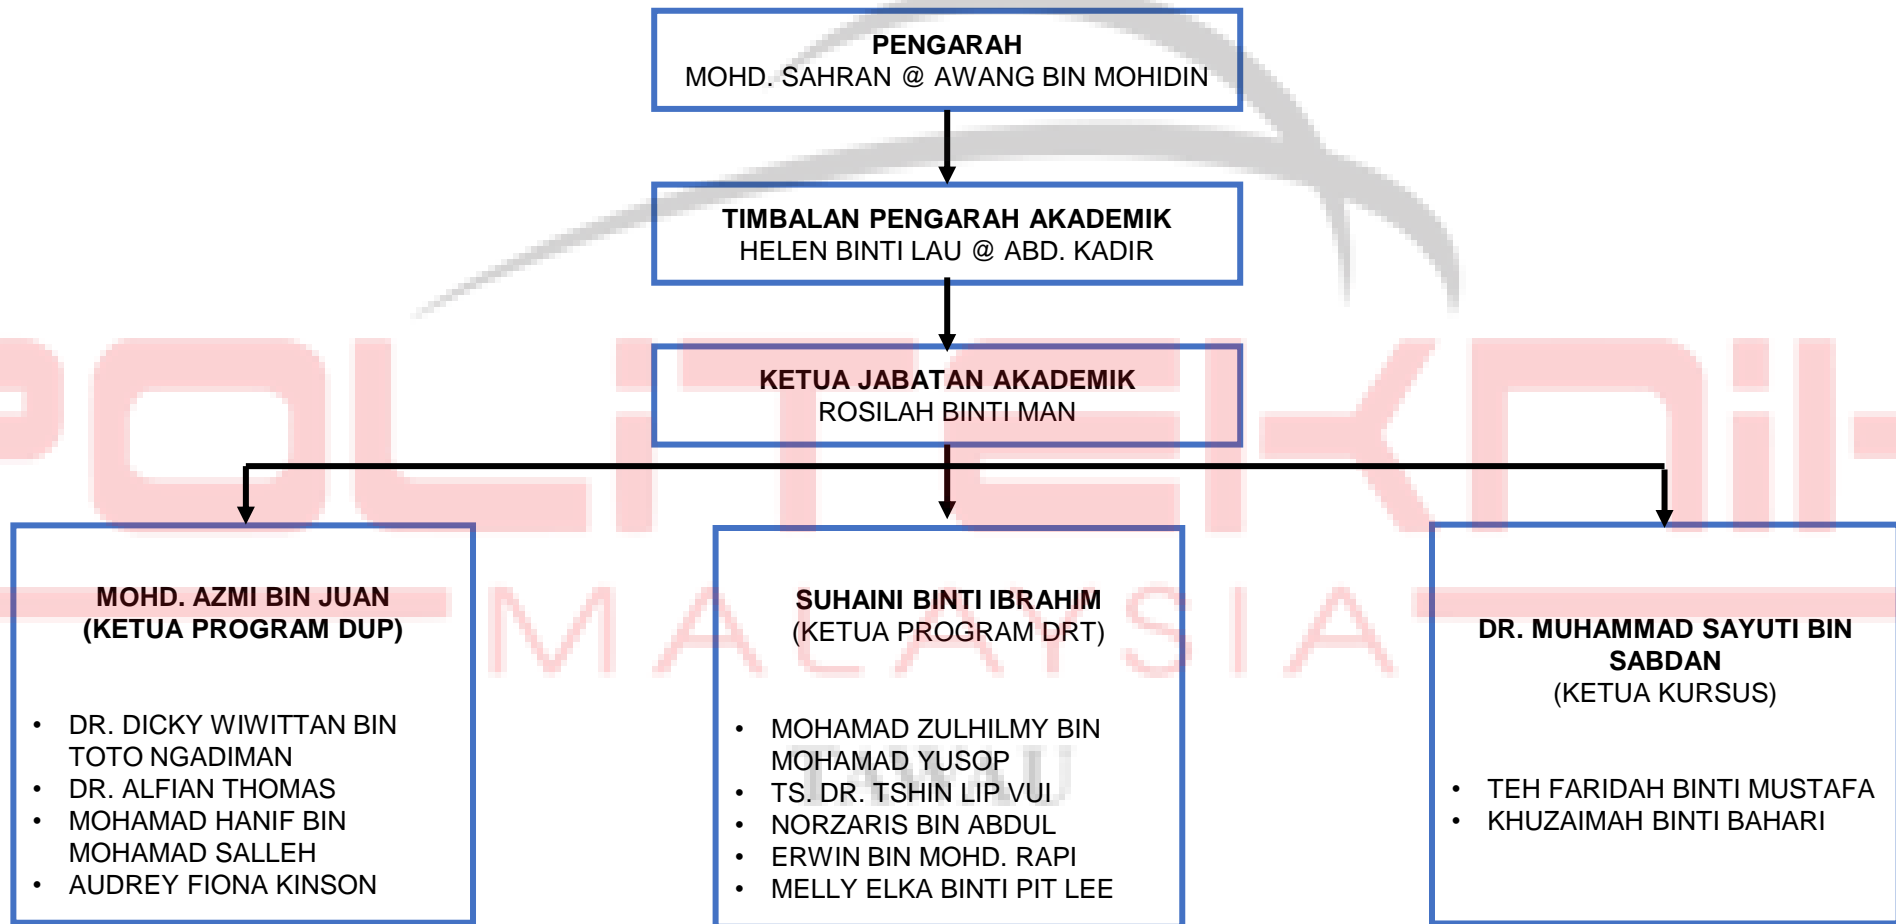 PENGARAH
MOHD. SAHRAN @ AWANG BIN MOHIDIN
TIMBALAN PENGARAH AKADEMIK
HELEN BINTI LAU @ ABD. KADIR
KETUA JABATAN AKADEMIK
ROSILAH BINTI MAN
POLITEKNIK
MALAYSIA
TAWAU
MOHD. AZMI BIN JUAN
(KETUA PROGRAM DUP)
• DR. DICKY WIWITTAN BIN
TOTO NGADIMAN
• DR. ALFIAN THOMAS
• MOHAMAD HANIF BIN
MOHAMAD SALLEH
• AUDREY FIONA KINSON
SUHAINI BINTI IBRAHIM
(KETUA PROGRAM DRT)
• MOHAMAD ZULHILMY BIN
MOHAMAD YUSOP
• TS. DR. TSHIN LIP VUI
• NORZARIS BIN ABDUL
• ERWIN BIN MOHD. RAPI
• MELLY ELKA BINTI PIT LEE
DR. MUHAMMAD SAYUTI BIN
SABDAN
(KETUA KURSUS)
• TEH FARIDAH BINTI MUSTAFA
• KHUZAIMAH BINTI BAHARI